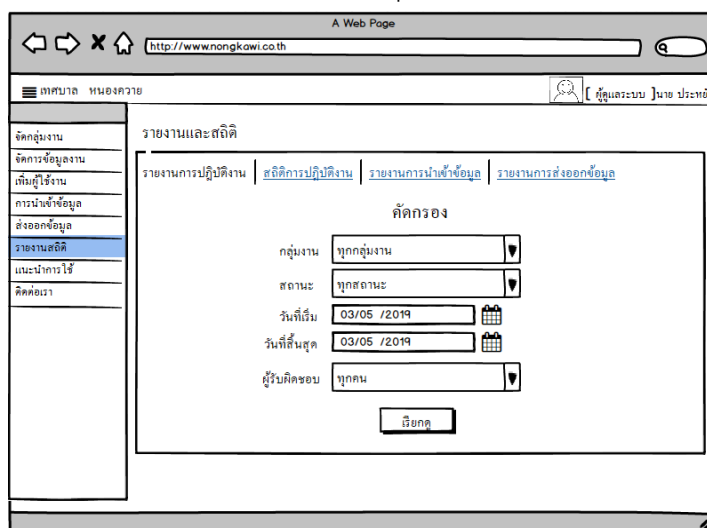 A Web Page
http://www.nongkawi.co.th
เทศบาล หนองควาย
[ ผู้ดูแลระบบ ]นาย ประทย์
จัดกลุ่มงาน
จัดการข้อมูลงาน
เพิ่มผู้ใช้งาน
การนำเข้าข้อมูล
ส่งออกข้อมูล
รายงานสถิติ
แนะนำการใช้
ติดต่อเรา
รายงานและสถิติ
รายงานการปฏิบัติงาน สถิติการปฏิบัติงาน รายงานการนำเข้าข้อมูล รายงานการส่งออกข้อมูล
คัดกรอง
กลุ่มงาน ทุกกลุ่มงาน
สถานะ ทุกสถานะ
วันที่เริ่ม 03/05 /2019
วันที่สิ้นสุด 03/05 /2019
ผู้รับผิดชอบ ทุกคน
เรียกดู